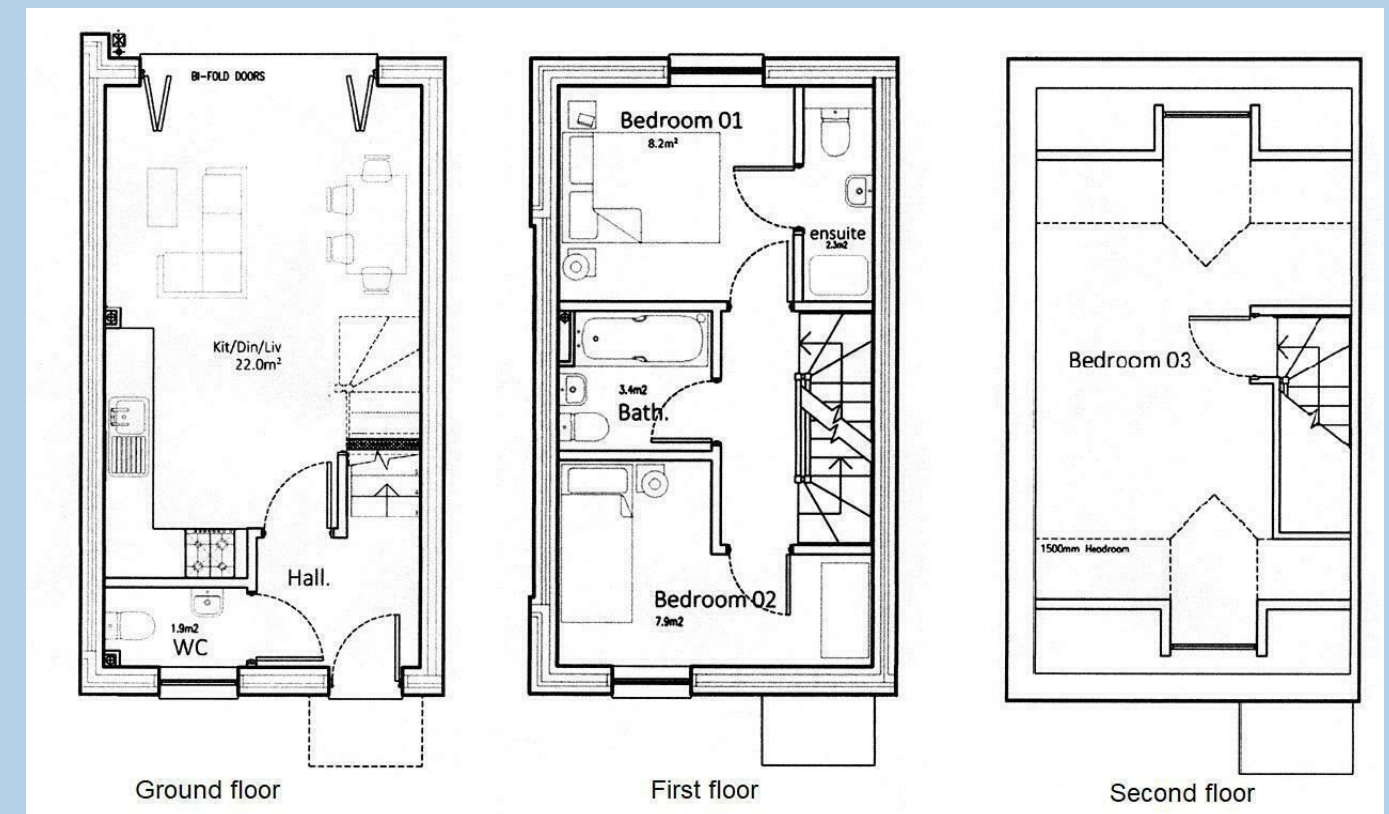 BI-FOLD DOORS
Kit/Din/Liv
22.0m²
Hall.
1.9m2
WC
Ground floor
Bedroom 01
8.2m²
ensuite
2.3m2
3.4m2
Bath.
Bedroom 02
7.9m2
First floor
Bedroom 03
1500mm Headroom
Second floor